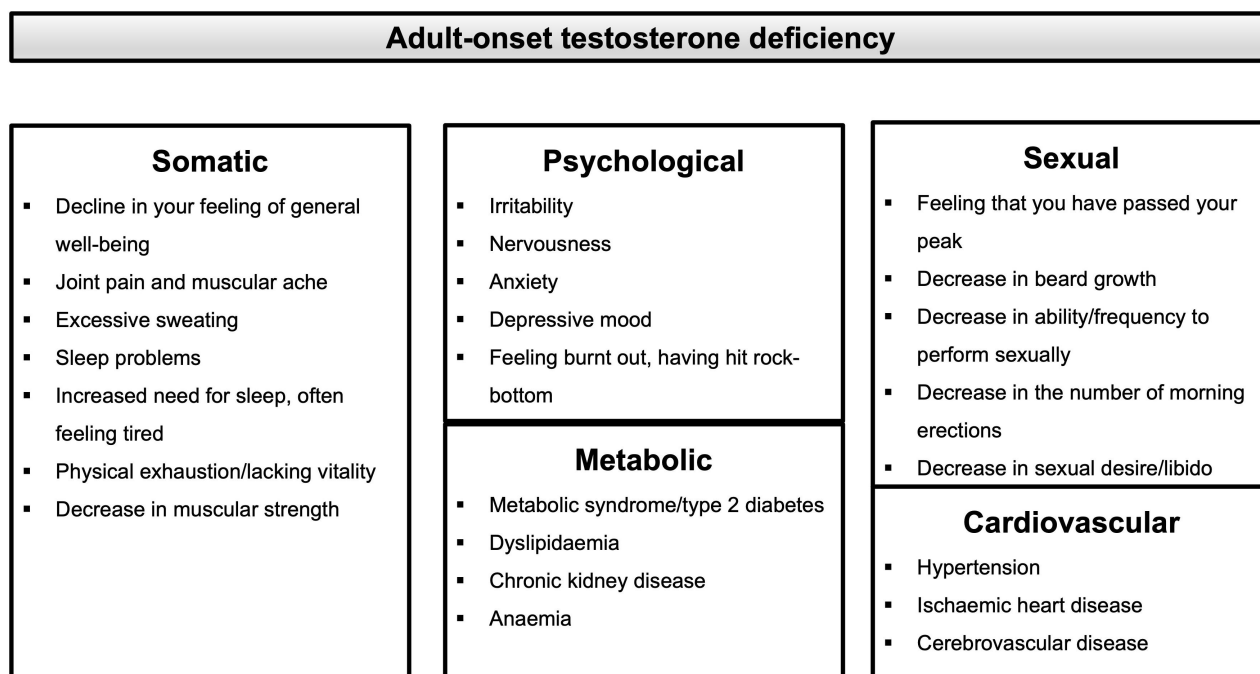 Adult-onset testosterone deficiency
Somatic
▪ Decline in your feeling of general
well-being
▪ Joint pain and muscular ache
▪ Excessive sweating
▪ Sleep problems
▪ Increased need for sleep, often
feeling tired
▪ Physical exhaustion/lacking vitality
▪ Decrease in muscular strength
Psychological
▪ Irritability
▪ Nervousness
▪ Anxiety
▪ Depressive mood
▪ Feeling burnt out, having hit rock-
bottom
Metabolic
▪ Metabolic syndrome/type 2 diabetes
▪ Dyslipidaemia
▪ Chronic kidney disease
▪ Anaemia
Sexual
▪ Feeling that you have passed your
peak
▪ Decrease in beard growth
▪ Decrease in ability/frequency to
perform sexually
▪ Decrease in the number of morning
erections
▪ Decrease in sexual desire/libido
Cardiovascular
▪ Hypertension
▪ Ischaemic heart disease
▪ Cerebrovascular disease